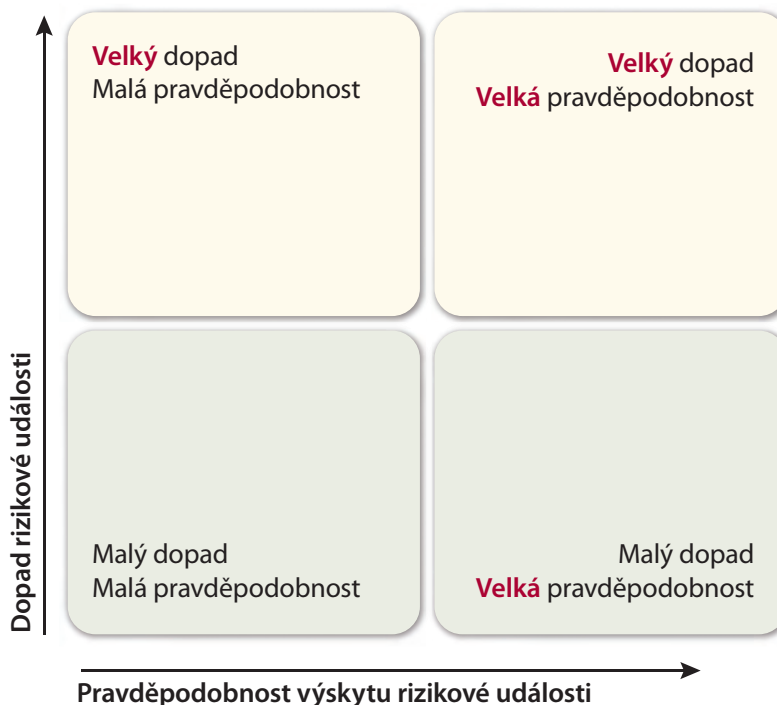 Velký dopad
Malá pravděpodobnost
Velký dopad
Velká pravděpodobnost
Dopad rizikové události
Malý dopad
Malá pravděpodobnost
Malý dopad
Velká pravděpodobnost
Pravděpodobnost výskytu rizikové události